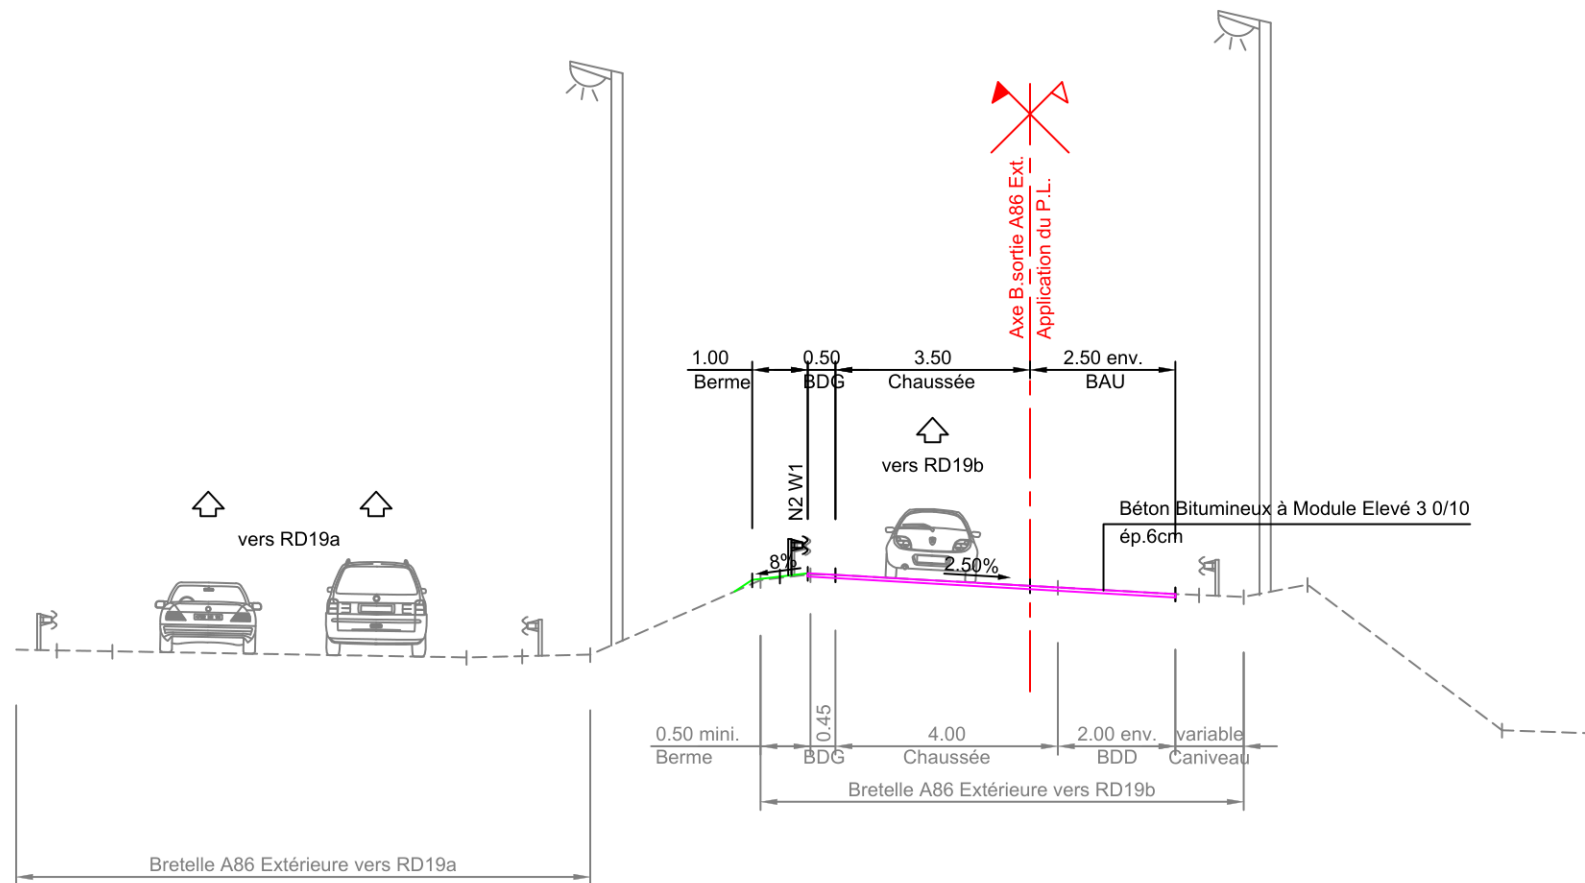 Axe B.sortie A86 Ext.
Application du P.L.
1.00
0.50
3.50
2.50 env.
Berme
BDG
Chaussée
BAU
vers RD19b
N2 W1
Béton Bitumineux à Module Elevé 3 0/10
ép.6cm
vers RD19a
8%
2.50%
0.50 mini.
0.45
4.00
2.00 env.
variable
Berme
BDG
Chaussée
BDD
Caniveau
Bretelle A86 Extérieure vers RD19b
Bretelle A86 Extérieure vers RD19a